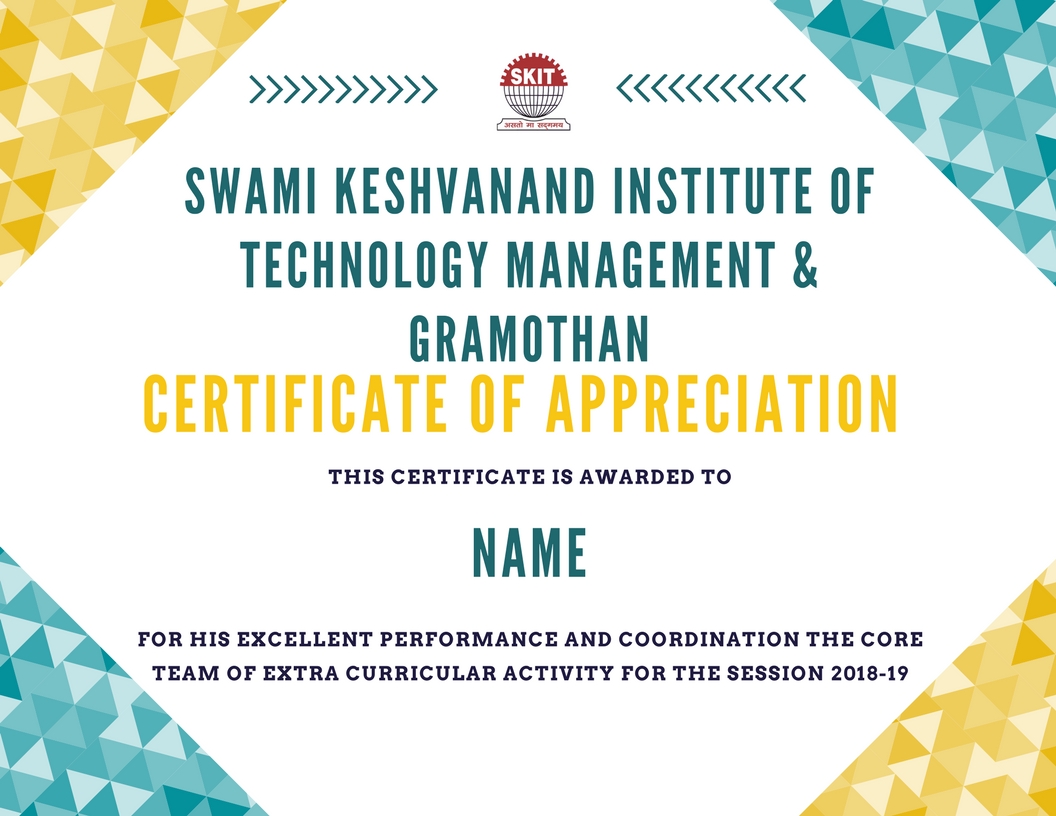 SKIT
असतो मा सद्गमय
SWAMI KESHVANAND INSTITUTE OF
TECHNOLOGY MANAGEMENT &
GRAMOTHAN
CERTIFICATE OF APPRECIATION
THIS CERTIFICATE IS AWARDED TO
NAME
FOR HIS EXCELLENT PERFORMANCE AND COORDINATION THE CORE
TEAM OF EXTRA CURRICULAR ACTIVITY FOR THE SESSION 2018-19